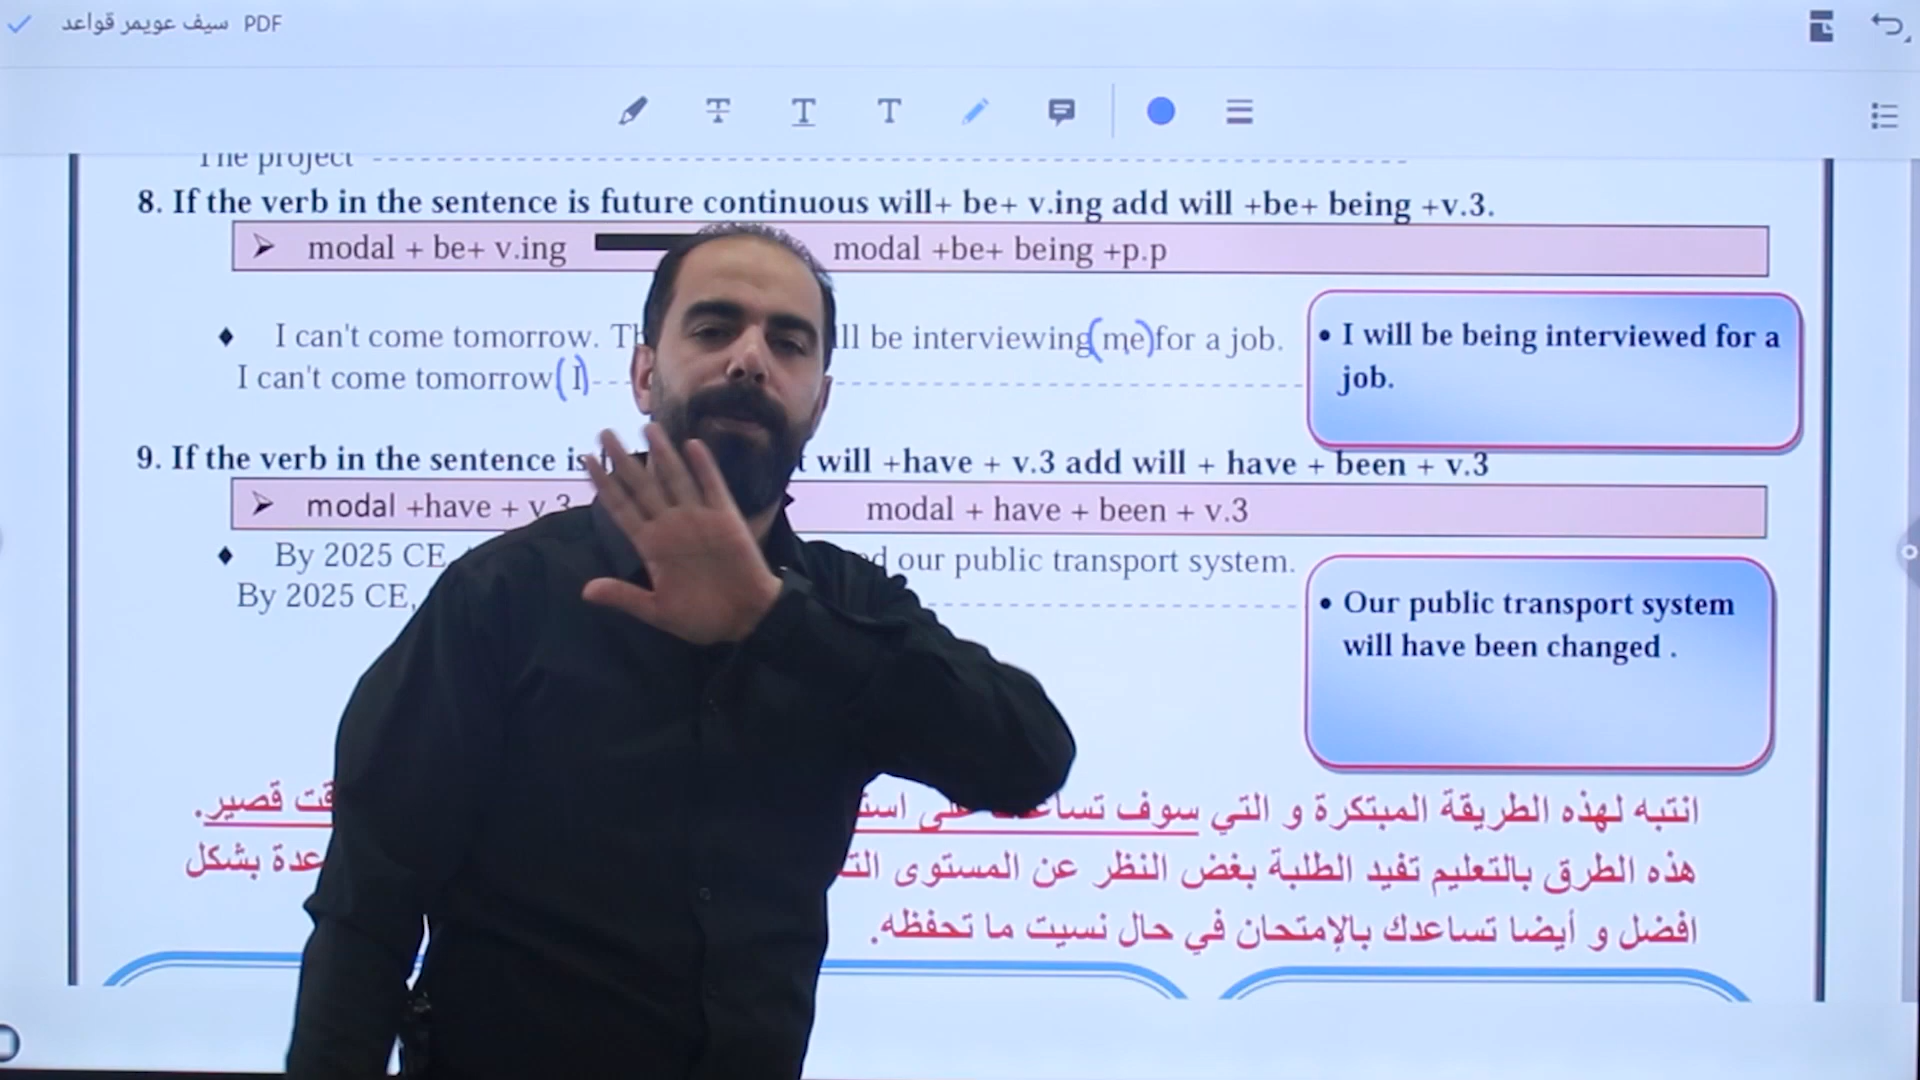 سيف عويمر قواعد PDF
The project
8. If the verb in the sentence is future continuous will+ be+ v.ing add will +be+ being +v.3.
➤ modal + be+ v.ing modal +be+ being +p.p
♦ I can't come tomorrow. be interviewing(me)for a job.
I can't come tomorrow(I)
• I will be being interviewed for a job.
9. If the verb in the sentence is will +have + v.3 add will + have + been + v.3
➤ modal +have + v.3 modal + have + been + v.3
♦ By 2025 CE, our public transport system.
By 2025 CE,
• Our public transport system
will have been changed .
انتبه لهذه الطريقة المبتكرة و التي سوف قصير.
هذه الطرق بالتعليم تفيد الطلبة بغض النظر عن المستوى بشكل
افضل و أيضا تساعدك بالإمتحان في حال نسيت ما تحفظه.